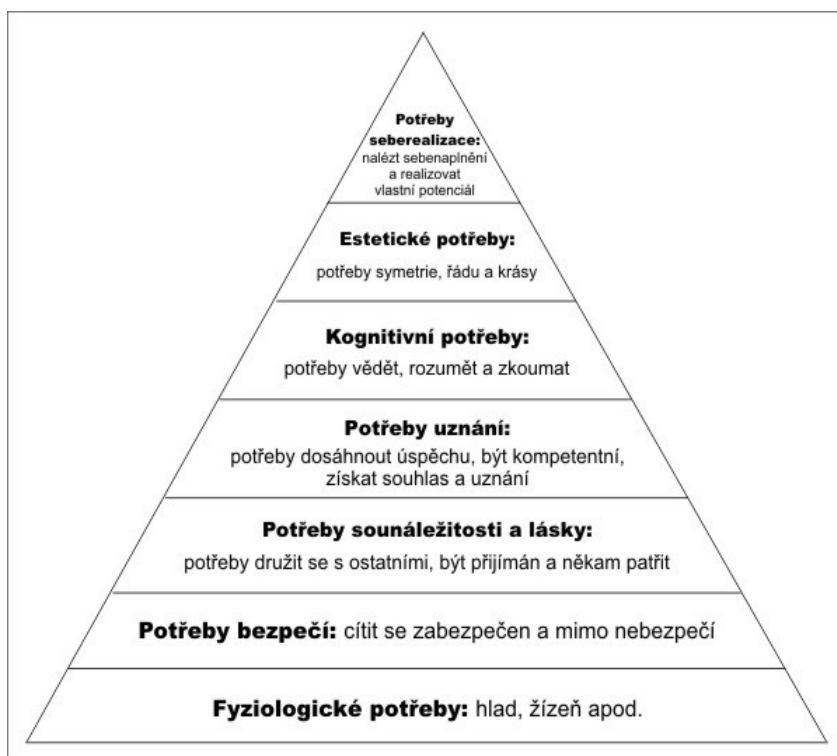 Potřeby
seberealizace:
nalézt sebenaplnění
a realizovat
vlastní potenciál
Estetické potřeby:
potřeby symetrie, řádu a krásy
Kognitivní potřeby:
potřeby vědět, rozumět a zkoumat
Potřeby uznání:
potřeby dosáhnout úspěchu, být kompetentní,
získat souhlas a uznání
Potřeby sounáležitosti a lásky:
potřeby družit se s ostatními, být přijímán a někam patřit
Potřeby bezpečí: cítit se zabezpečen a mimo nebezpečí
Fyziologické potřeby: hlad, žízeň apod.